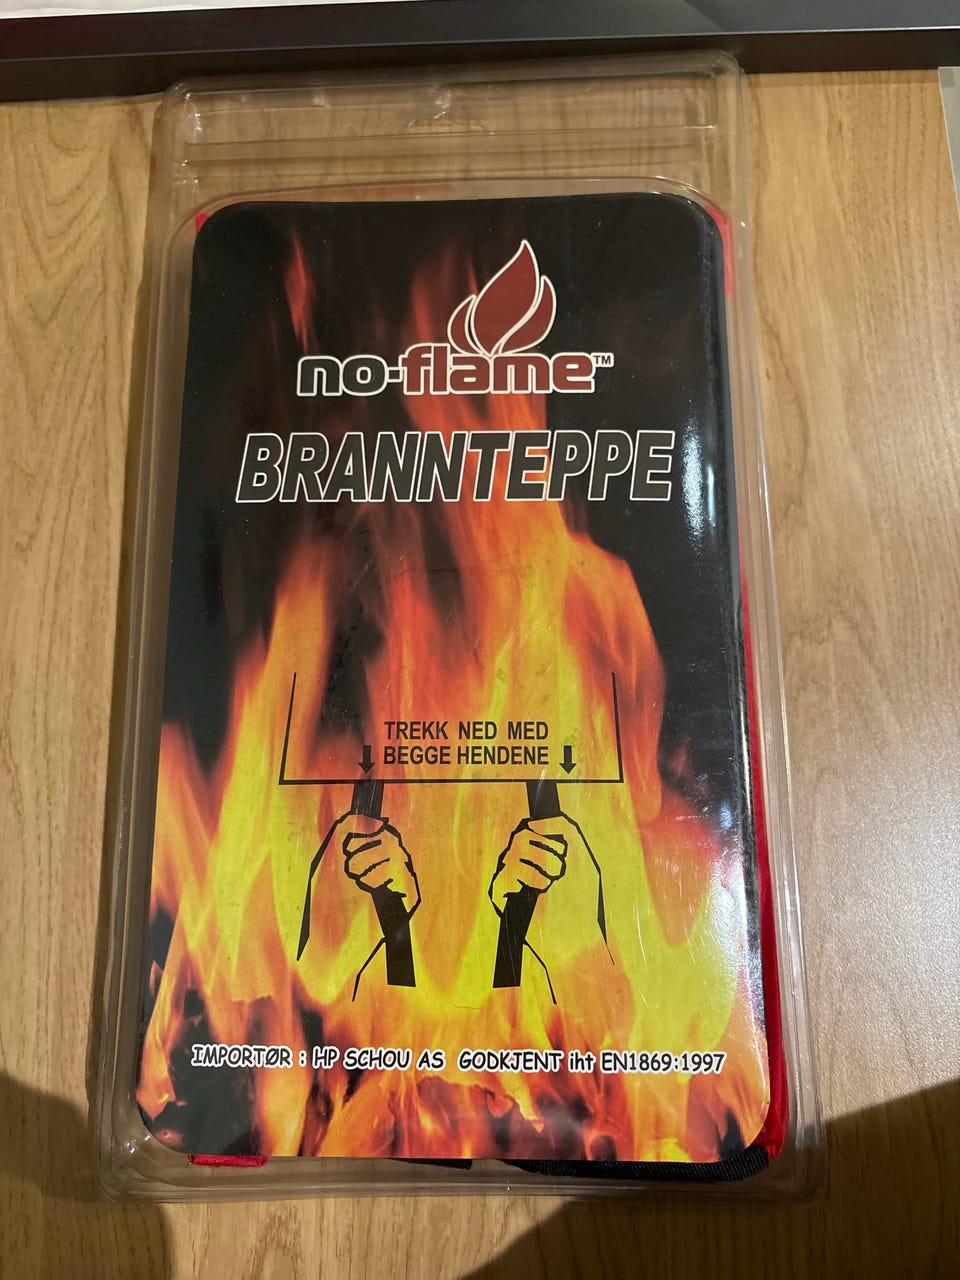 no-flame™
BRANNTEPPE
TREKK NED MED
BEGGE HENDENE
IMPORTØR : HP SCHOU AS GODKJENT iht EN1869:1997